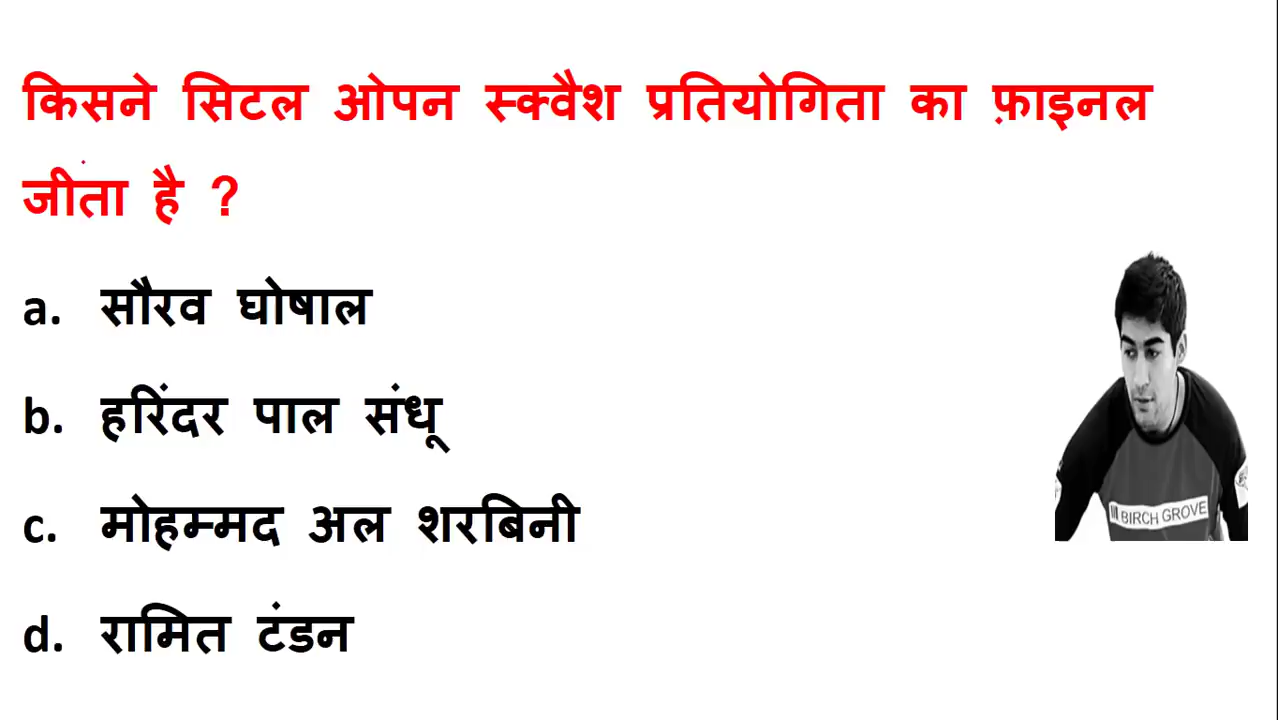 किसने सिटल ओपन स्क्वैश प्रतियोगिता का फ़ाइनल
जीता है ?
a. सौरव घोषाल
b. हरिंदर पाल संधू
c. मोहम्मद अल शरबिनी
d. रामित टंडन
BIRCH GROVE